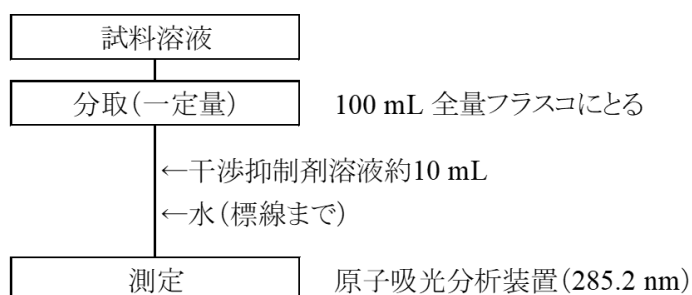 試料溶液
分取（一定量） 100 mL 全量フラスコにとる
←干渉抑制剤溶液約10 mL
←水（標線まで）
測定 原子吸光分析装置（285.2 nm）